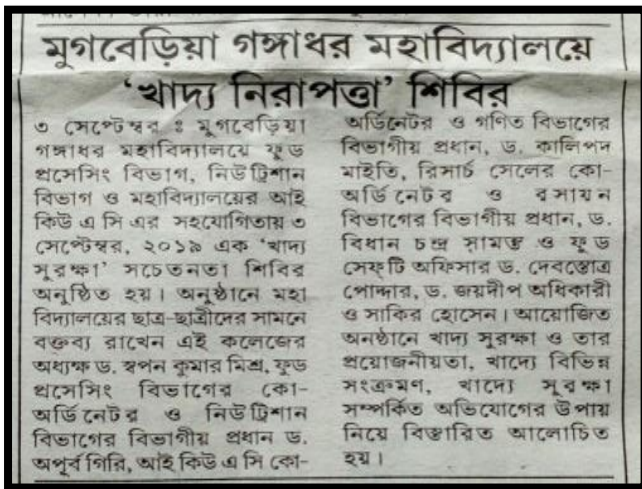 মুগবেড়িয়া গঙ্গাধর মহাবিদ্যালয়ে
‘খাদ্য নিরাপত্তা’ শিবির
৩ সেপ্টেম্বর ঃ মুগবেড়িয়া
গঙ্গাধর মহাবিদ্যালয়ে ফুড
প্রসেসিং বিভাগ, নিউট্রিশান
বিভাগ ও মহাবিদ্যালয়ের আই
কিউ এ সি এর সহযোগিতায় ৩
সেপ্টেম্বর, ২০১৯ এক ‘খাদ্য
সুরক্ষা’ সচেতনতা শিবির
অনুষ্ঠিত হয়। অনুষ্ঠানে মহা
বিদ্যালয়ের ছাত্র-ছাত্রীদের সামনে
বক্তব্য রাখেন এই কলেজের
অধ্যক্ষ ড. স্বপন কুমার মিশ্র, ফুড
প্রসেসিং বিভাগের কো-
অর্ডিনেটর ও নিউট্রিশান
বিভাগের বিভাগীয় প্রধান ড.
অপূর্ব গিরি, আই কিউ এ সি কো-
অর্ডিনেটর ও গণিত বিভাগের
বিভাগীয় প্রধান, ড. কালিপদ
মাইতি, রিসার্চ সেলের কো-
অর্ডিনেটর ও রসায়ন
বিভাগের বিভাগীয় প্রধান, ড.
বিধান চন্দ্র সামন্ত ও ফুড
সেফ্‌টি অফিসার ড. দেবস্তোত্র
পোদ্দার, ড. জয়দীপ অধিকারী
ও সাকির হোসেন। আয়োজিত
অনষ্ঠানে খাদ্য সুরক্ষা ও তার
প্রয়োজনীয়তা, খাদ্যে বিভিন্ন
সংক্রমণ, খাদ্যে সুরক্ষা
সম্পর্কিত অভিযোগের উপায়
নিয়ে বিস্তারিত আলোচিত
হয়।